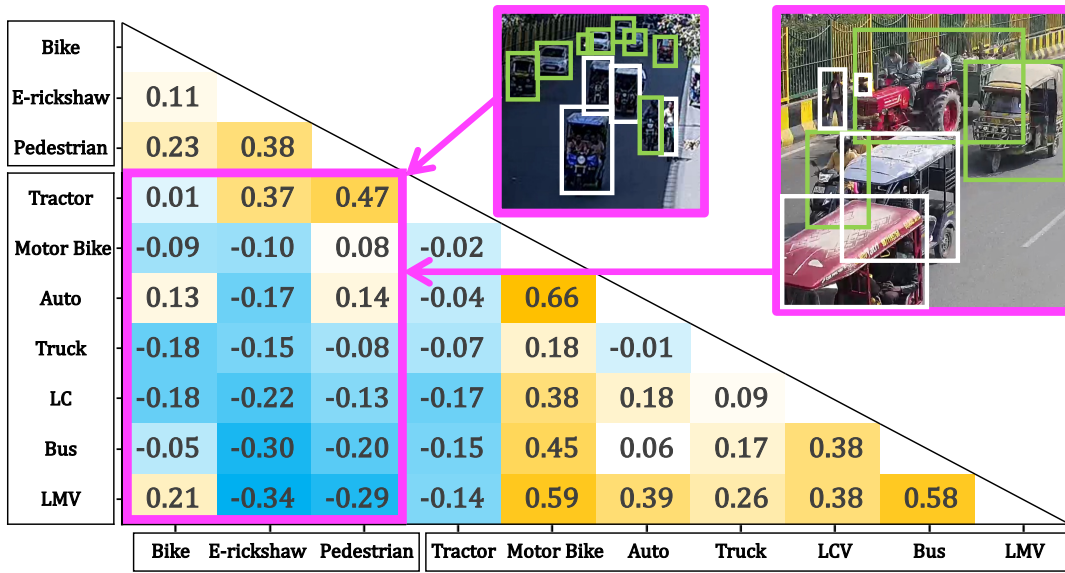 Bike
E-rickshaw 0.11
Pedestrian 0.23 0.38
Tractor 0.01 0.37 0.47
Motor Bike -0.09 -0.10 0.08 -0.02
Auto 0.13 -0.17 0.14 -0.04 0.66
Truck -0.18 -0.15 -0.08 -0.07 0.18 -0.01
LC -0.18 -0.22 -0.13 -0.17 0.38 0.18 0.09
Bus -0.05 -0.30 -0.20 -0.15 0.45 0.06 0.17 0.38
LMV 0.21 -0.34 -0.29 -0.14 0.59 0.39 0.26 0.38 0.58
Bike E-rickshaw Pedestrian Tractor Motor Bike Auto Truck LCV Bus LMV